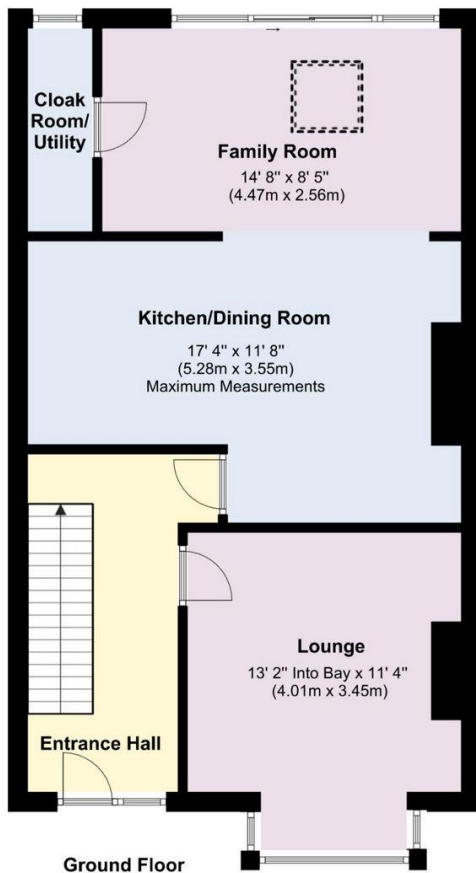 Cloak
Room/
Utility
Family Room
14' 8" x 8' 5"
(4.47m x 2.56m)
Kitchen/Dining Room
17' 4" x 11' 8"
(5.28m x 3.55m)
Maximum Measurements
Lounge
13' 2" Into Bay x 11' 4"
(4.01m x 3.45m)
Entrance Hall
Ground Floor